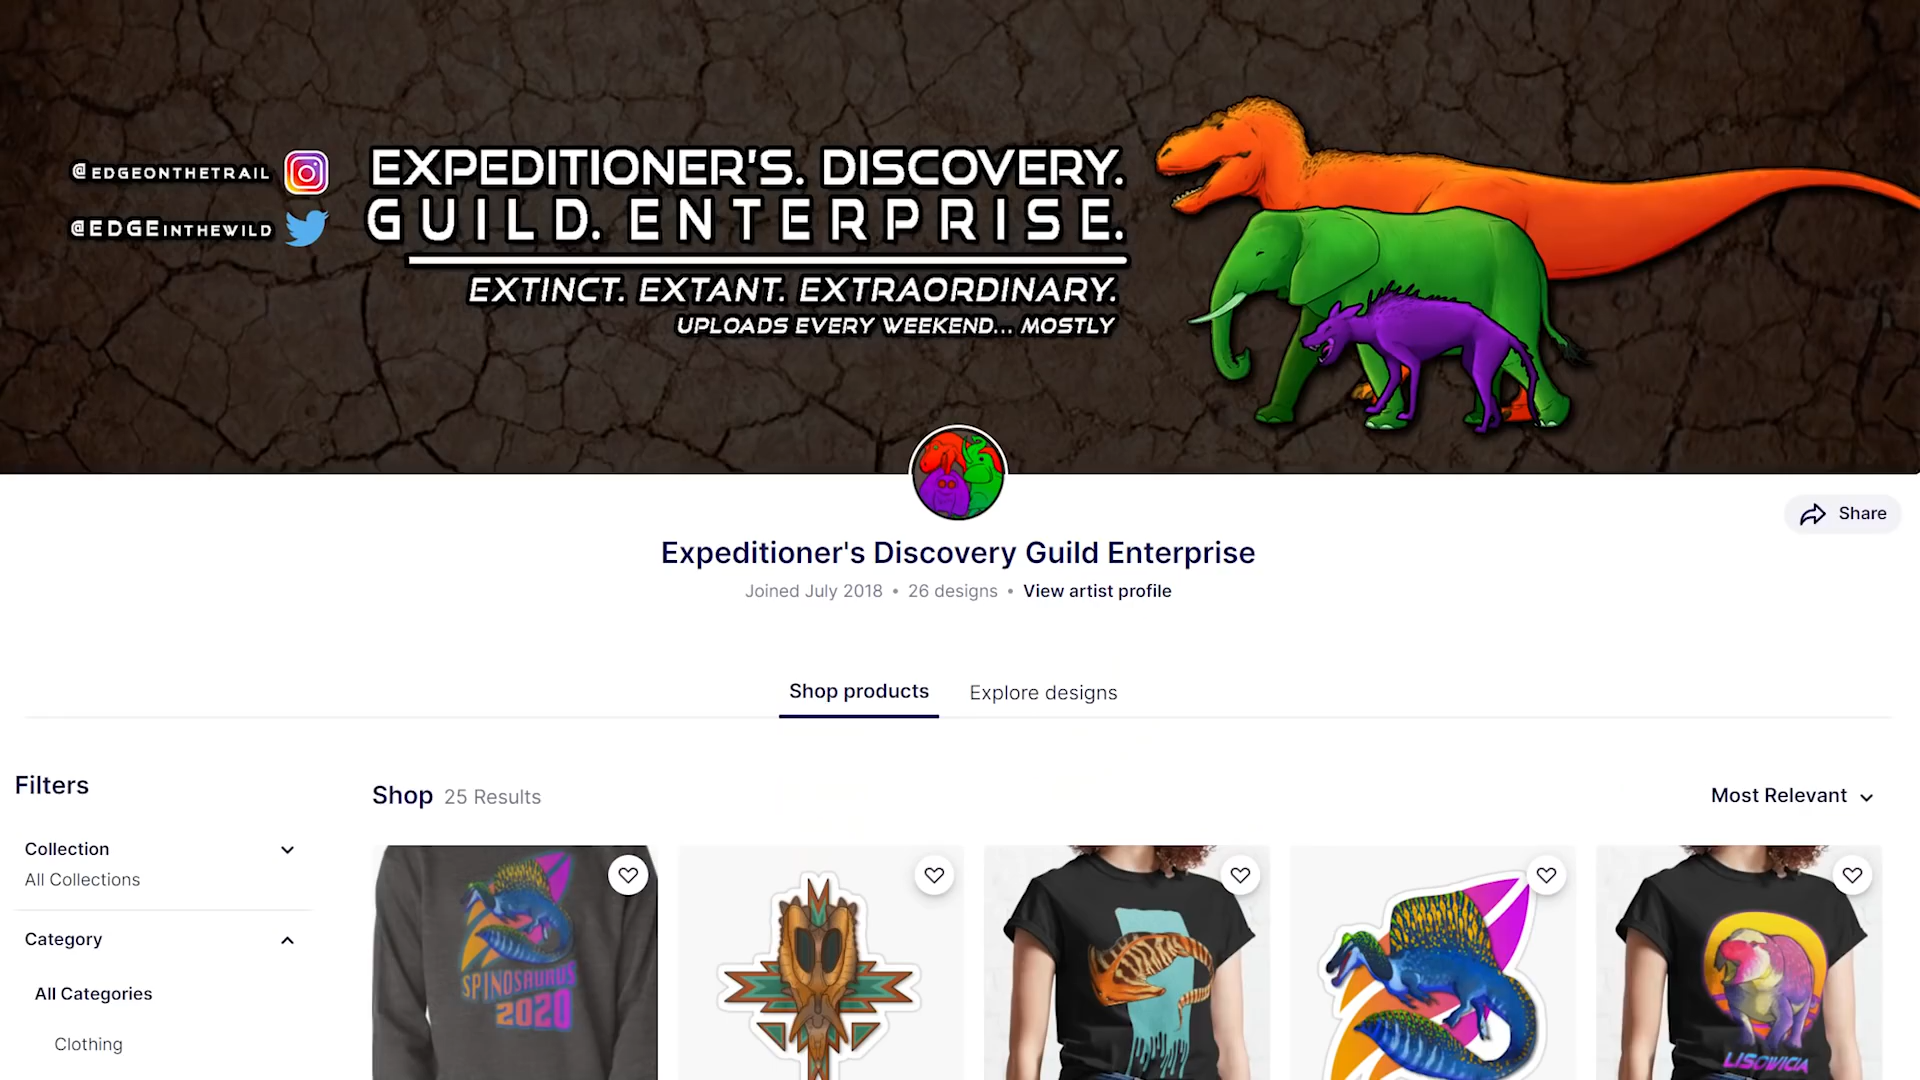 @EDGEONTHETRAIL
@EDGEINTHEWILD
EXPEDITIONER'S. DISCOVERY.
GUILD. ENTERPRISE.
EXTINCT. EXTANT. EXTRAORDINARY.
UPLOADS EVERY WEEKEND... MOSTLY
Share
Expeditioner's Discovery Guild Enterprise
Joined July 2018 • 26 designs • View artist profile
Shop products
Explore designs
Filters
Shop 25 Results
Most Relevant
Collection
All Collections
Category
All Categories
Clothing
SPINOSAURUS
2020
LISOWICIA